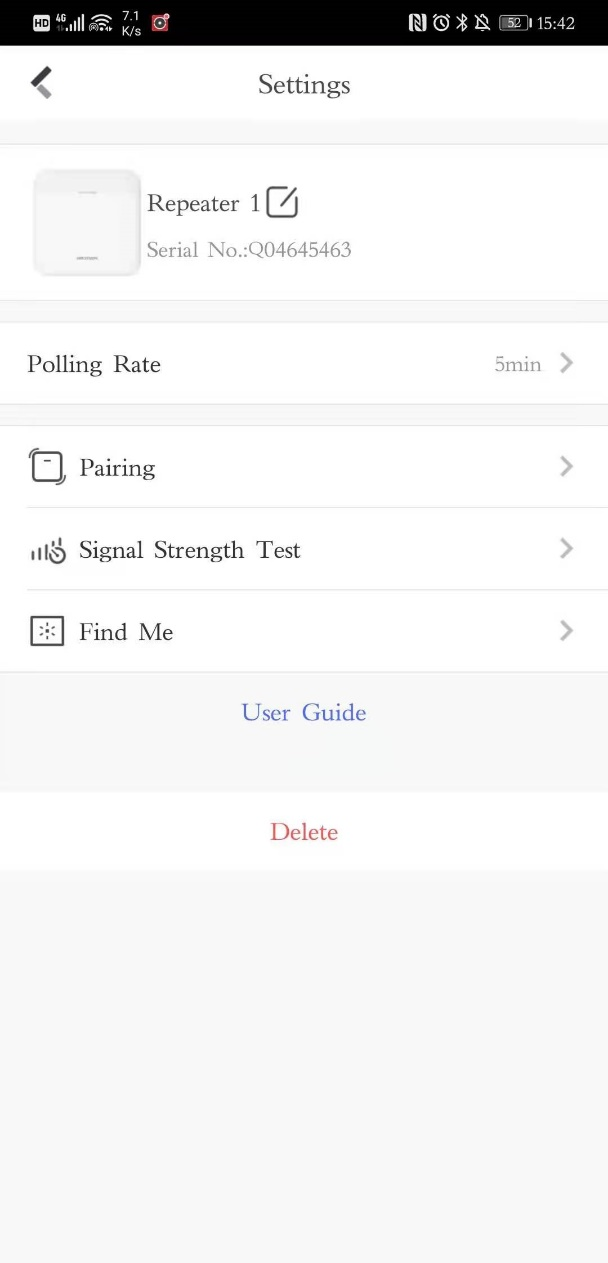 HD 4G 7.1 K/s 52 15:42
Settings
Repeater 1
Serial No.:Q04645463
Polling Rate 5min
Pairing
Signal Strength Test
Find Me
User Guide
Delete